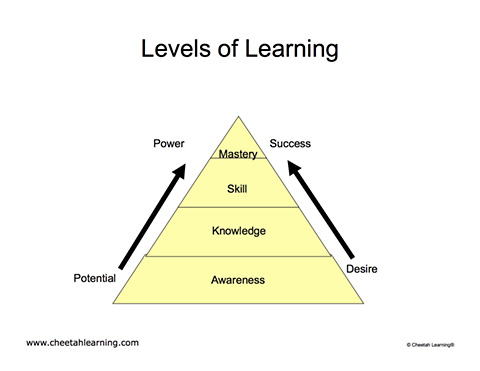 Levels of Learning
Power
Success
Mastery
Skill
Knowledge
Potential
Desire
Awareness
www.cheetahlearning.com
© Cheetah Learning®